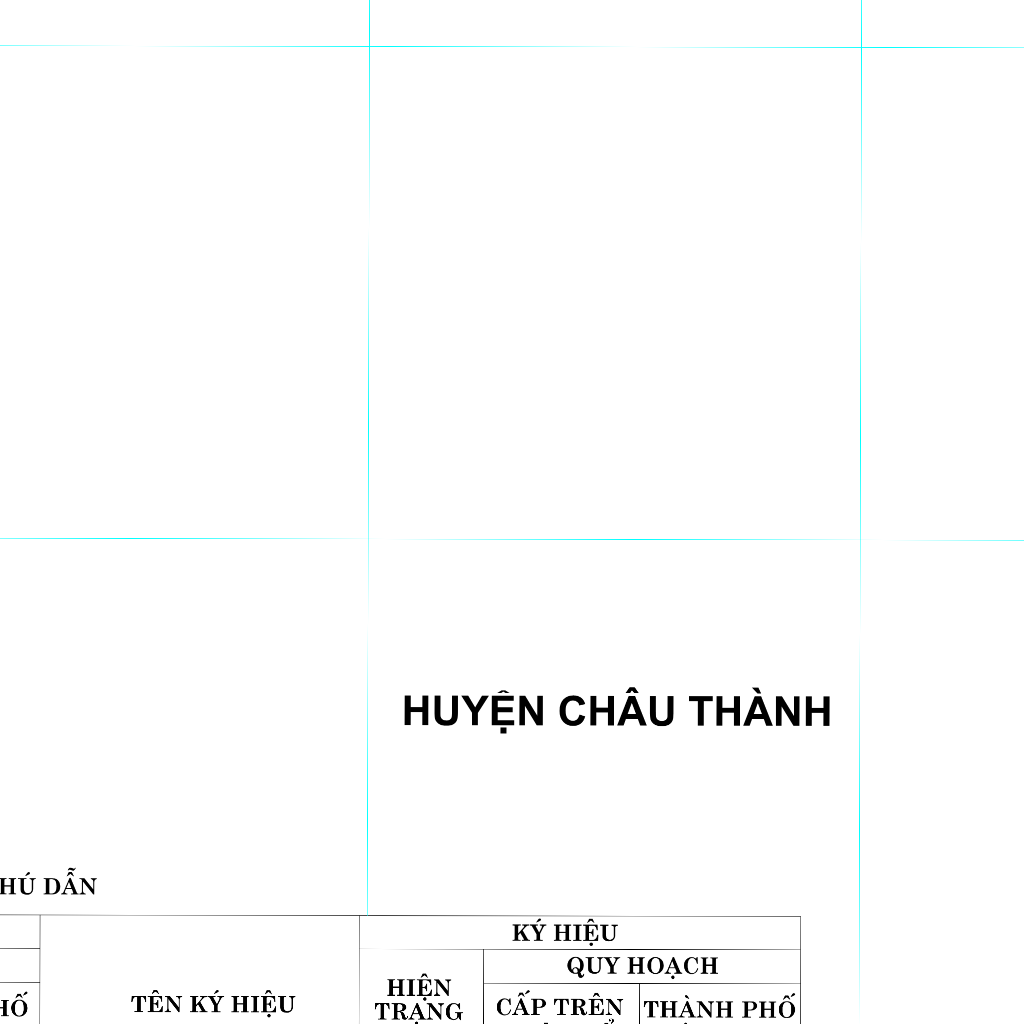 HUYỆN CHÂU THÀNH
HÚ DẪN
KÝ HIỆU
QUY HOẠCH
HIỆN
TRẠNG
TÊN KÝ HIỆU
CẤP TRÊN
THÀNH PHỐ
HỐ